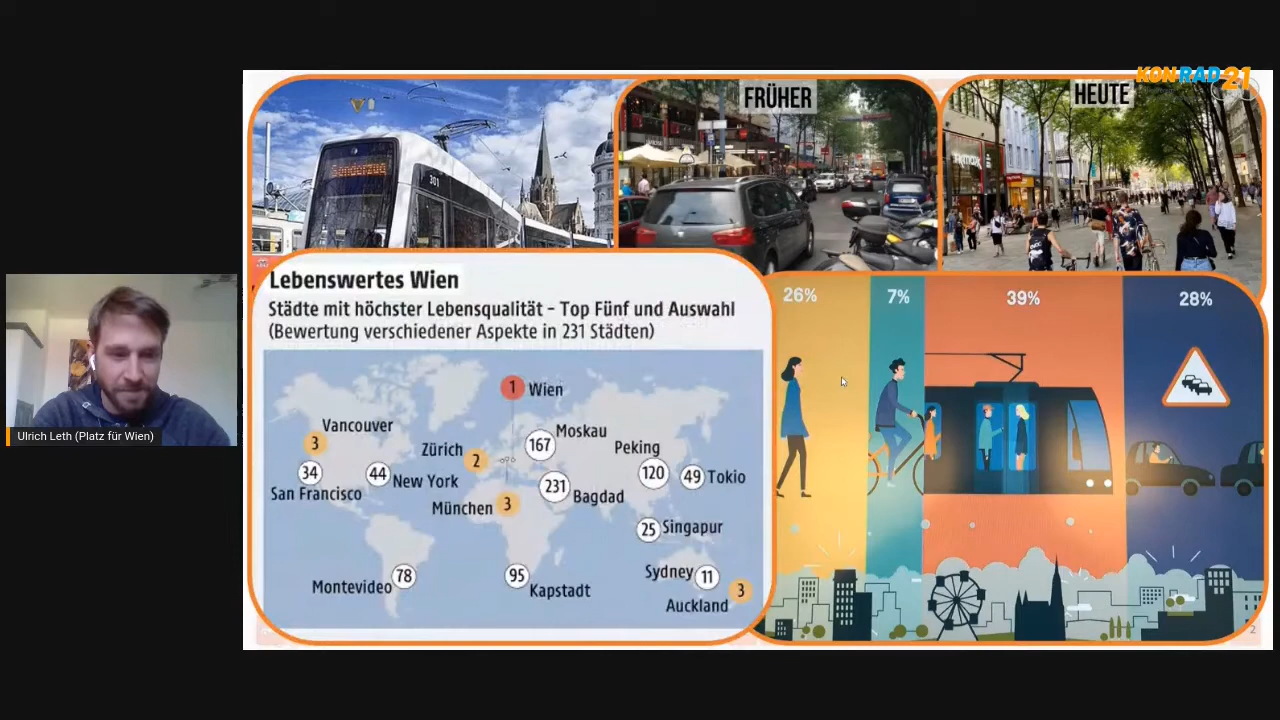 KONRAD 21
FRÜHER
HEUTE
Sonderzug
301
Lebenswertes Wien
Städte mit höchster Lebensqualität – Top Fünf und Auswahl
(Bewertung verschiedener Aspekte in 231 Städten)
1 Wien
Vancouver
3
Moskau
167
Zürich 2
Peking
120
34
San Francisco
44 New York
49 Tokio
231 Bagdad
München 3
25 Singapur
Montevideo 78
95 Kapstadt
Sydney 11
3
Auckland
26%
7%
39%
28%
2
Ulrich Leth (Platz für Wien)